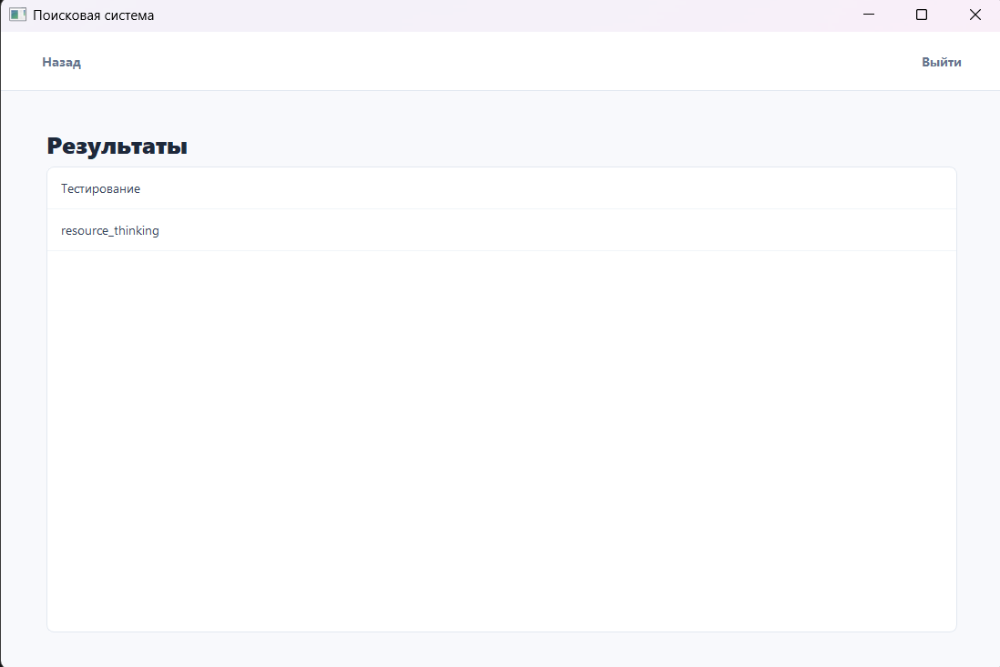 Поисковая система
Назад
Выйти
Результаты
Тестирование
resource_thinking